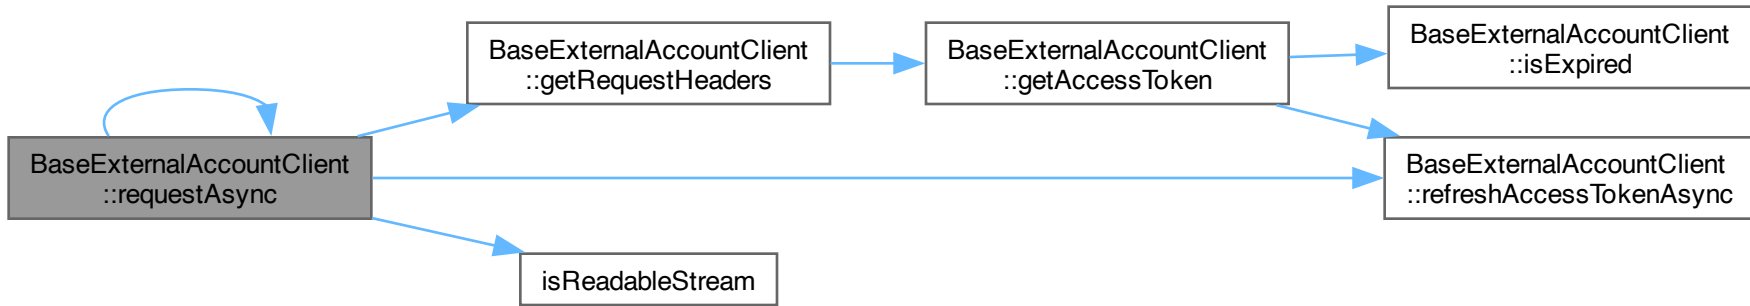 BaseExternalAccountClient
::requestAsync
BaseExternalAccountClient
::getRequestHeaders
BaseExternalAccountClient
::getAccessToken
BaseExternalAccountClient
::isExpired
BaseExternalAccountClient
::refreshAccessTokenAsync
isReadableStream